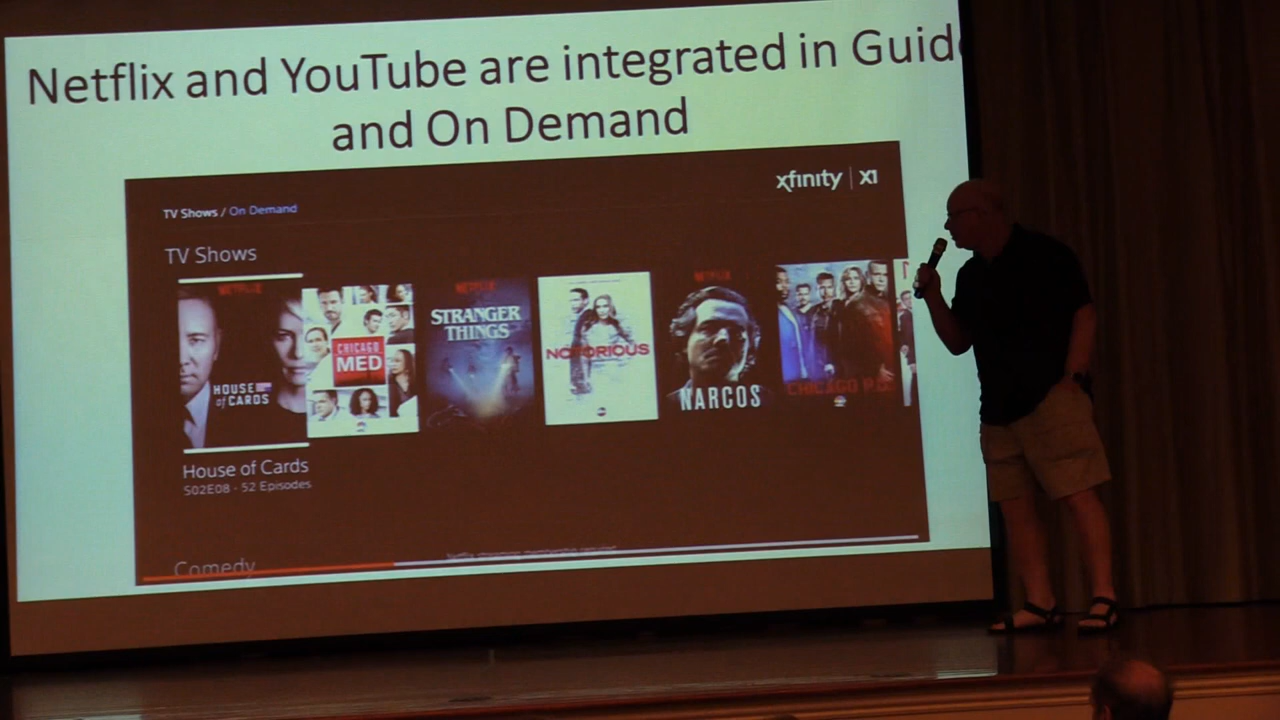 Netflix and YouTube are integrated in Guid
and On Demand
xfinity | X1
TV Shows / On Demand
TV Shows
NETFLIX
HOUSE
of CARDS
CHICAGO
MED
NETFLIX
STRANGER
THINGS
NOTORIOUS
NETFLIX
NARCOS
CHICAGO P.D.
House of Cards
S02E08 - 52 Episodes
Comedy